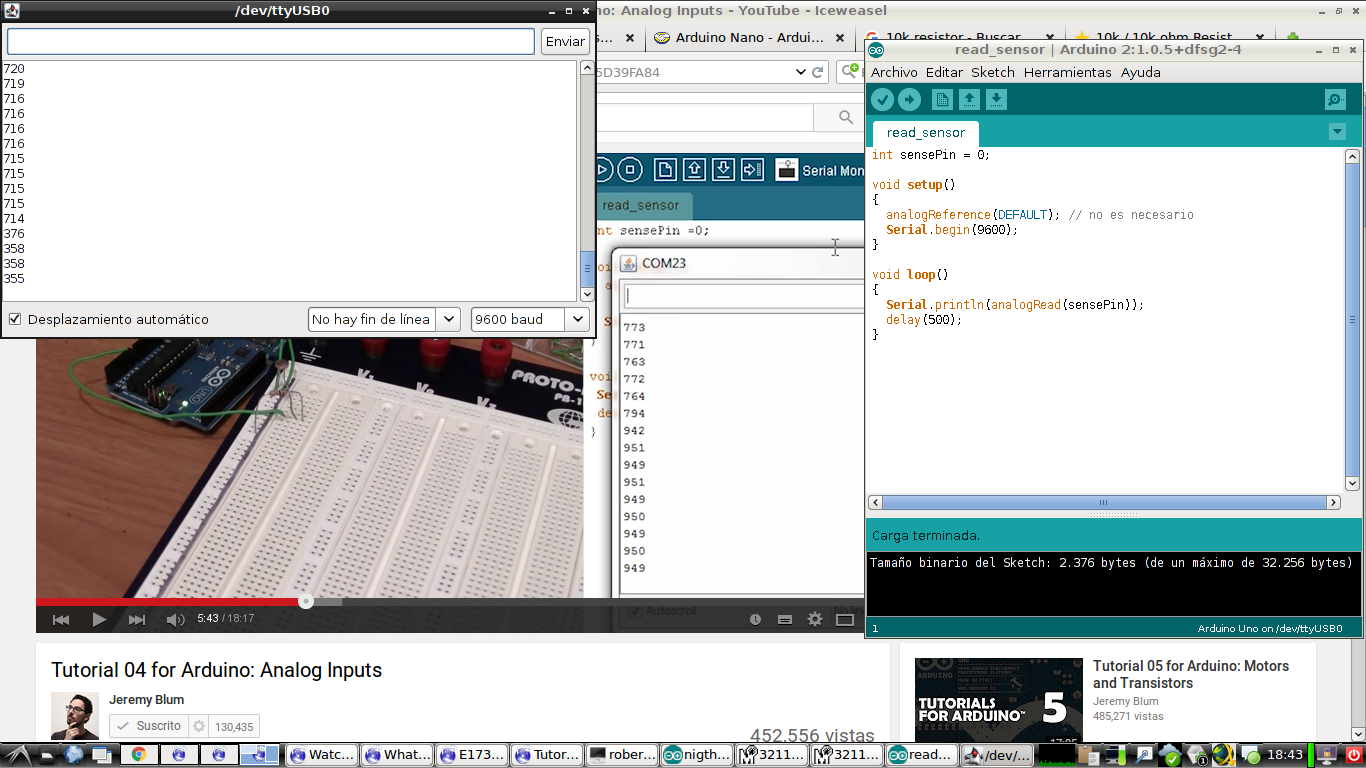 /dev/ttyUSB0
Enviar
720
719
716
716
716
716
715
715
715
715
714
376
358
358
355
Desplazamiento automático
No hay fin de línea
9600 baud
no: Analog Inputs - YouTube - Iceweasel
Arduino Nano - Ardui...
10k resistor - Buscar
10k / 10k ohm Resist
5D39FA84
Serial Mon
read_sensor
int sensePin =0;
COM23
773
771
763
772
764
794
942
951
949
951
949
950
949
950
949
Autoscroll
PROTO-
UNO
5:43 / 18:17
read_sensor | Arduino 2:1.0.5+dfsg2-4
Archivo Editar Sketch Herramientas Ayuda
read_sensor
int sensePin = 0;
void setup()
{
analogReference(DEFAULT); // no es necesario
Serial.begin(9600);
}
void loop()
{
Serial.println(analogRead(sensePin));
delay(500);
}
Carga terminada.
Tamaño binario del Sketch: 2.376 bytes (de un máximo de 32.256 bytes)
1
Arduino Uno on /dev/ttyUSB0
Tutorial 04 for Arduino: Analog Inputs
Jeremy Blum
Suscrito
130,435
452.556 vistas
TUTORIALS
FOR ARDUINO
5
Tutorial 05 for Arduino: Motors
and Transistors
Jeremy Blum
485,271 vistas
Watc...
What...
E173...
Tutor...
rober...
nigth...
3211...
3211...
read...
/dev/...
18:43